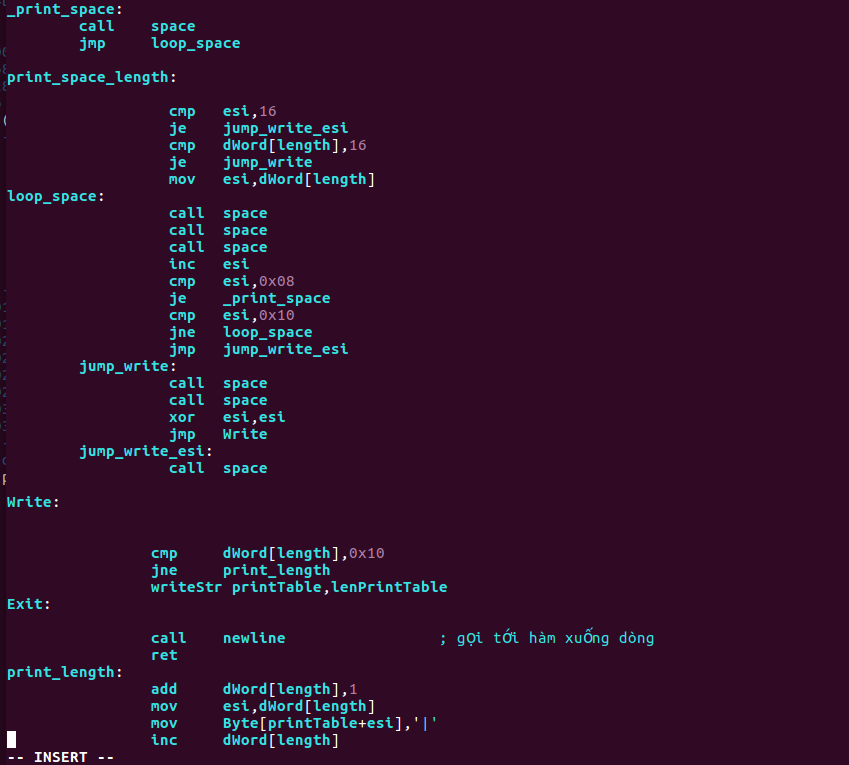 _print_space:
call space
jmp loop_space
print_space_length:
cmp esi,16
je jump_write_esi
cmp dWord[length],16
je jump_write
mov esi,dWord[length]
loop_space:
call space
call space
call space
inc esi
cmp esi,0x08
je _print_space
cmp esi,0x10
jne loop_space
jmp jump_write_esi
jump_write:
call space
call space
xor esi,esi
jmp Write
jump_write_esi:
call space
Write:
cmp dWord[length],0x10
jne print_length
writeStr printTable,lenPrintTable
Exit:
call newline ; gọi tới hàm xuống dòng
ret
print_length:
add dWord[length],1
mov esi,dWord[length]
mov Byte[printTable+esi],'|'
inc dWord[length]
-- INSERT --